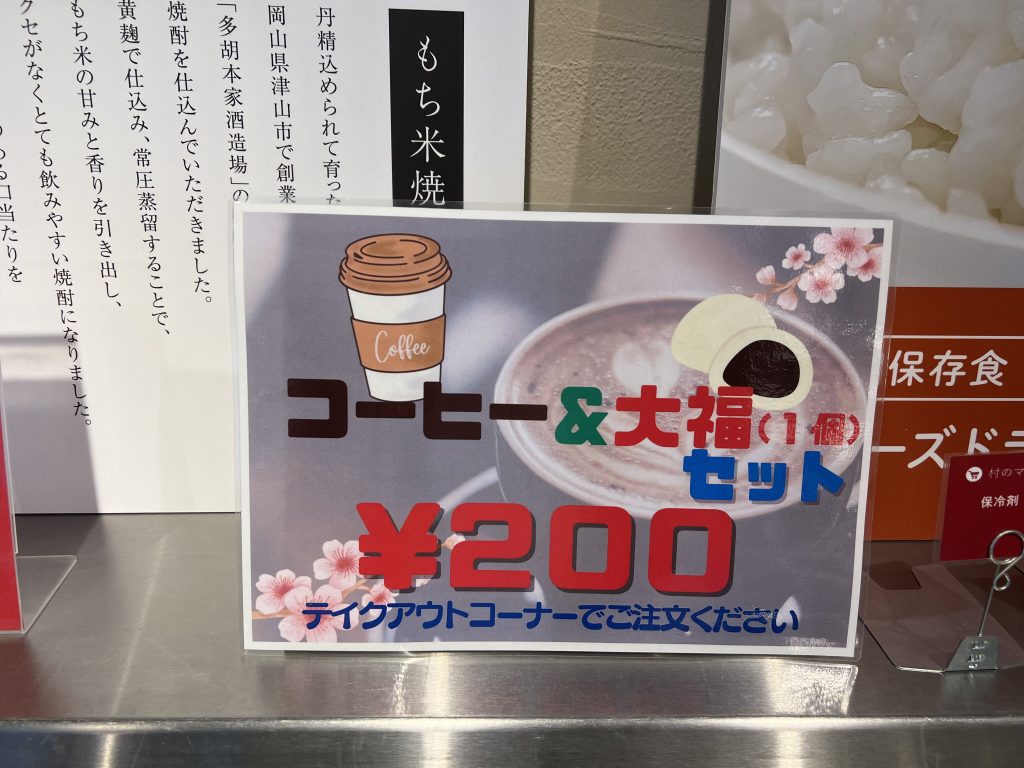 もち米焼
丹精込められて育った
岡山県津山市で創業
「多胡本家酒造場」の
焼酎を仕込んでいただきました。
黄麹で仕込み、常圧蒸留することで、
もち米の甘みと香りを引き出し、
クセがなくとても飲みやすい焼酎になりました。
る口当たりを
Coffee
コーヒー&大福(1個)
セット
¥200
テイクアウトコーナーでご注文ください
保存食
ーズドラ
村のマ
保冷剤